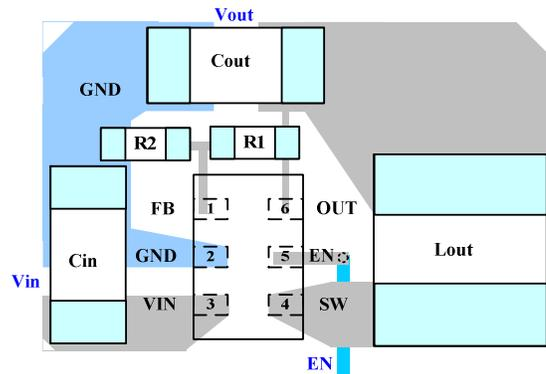 Vout
Cout
GND
R2
R1
FB
1
6
OUT
GND
2
5
EN
Lout
Cin
Vin
VIN
3
4
SW
EN